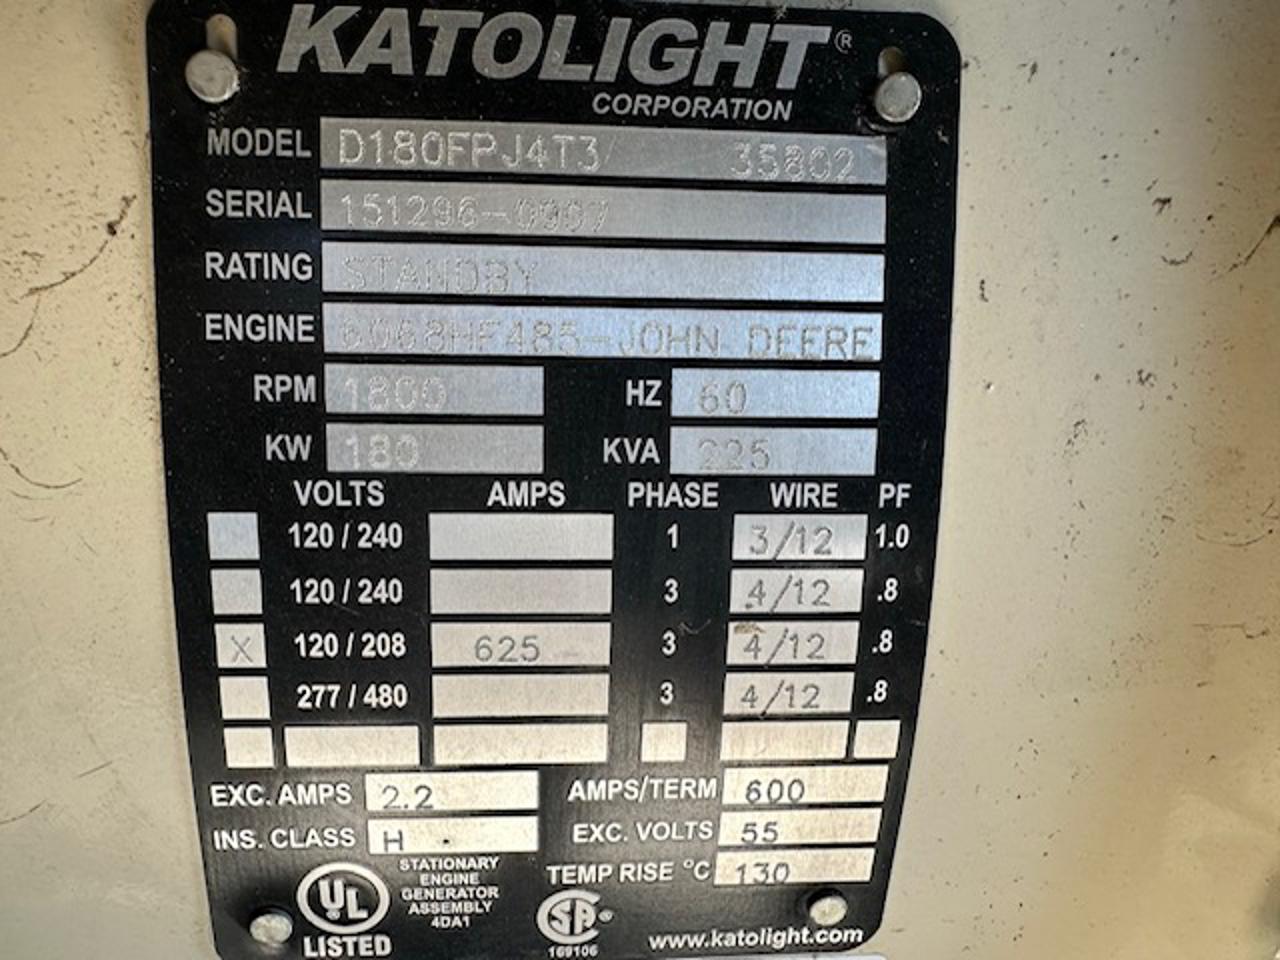 KATOLIGHT®
CORPORATION
MODEL D180FPJ4T3 35802
SERIAL 151296-0907
RATING STANDBY
ENGINE 6068HF485-JOHN DEERE
RPM 1800 HZ 60
KW 180 KVA 225
VOLTS AMPS PHASE WIRE PF
120 / 240 1 3/12 1.0
120 / 240 3 4/12 .8
X 120 / 208 625 3 4/12 .8
277 / 480 3 4/12 .8
EXC. AMPS 2.2 AMPS/TERM 600
INS. CLASS H EXC. VOLTS 55
TEMP RISE °C 130
UL
LISTED
STATIONARY
ENGINE
GENERATOR
ASSEMBLY
4DA1
SA®
169106
www.katolight.com